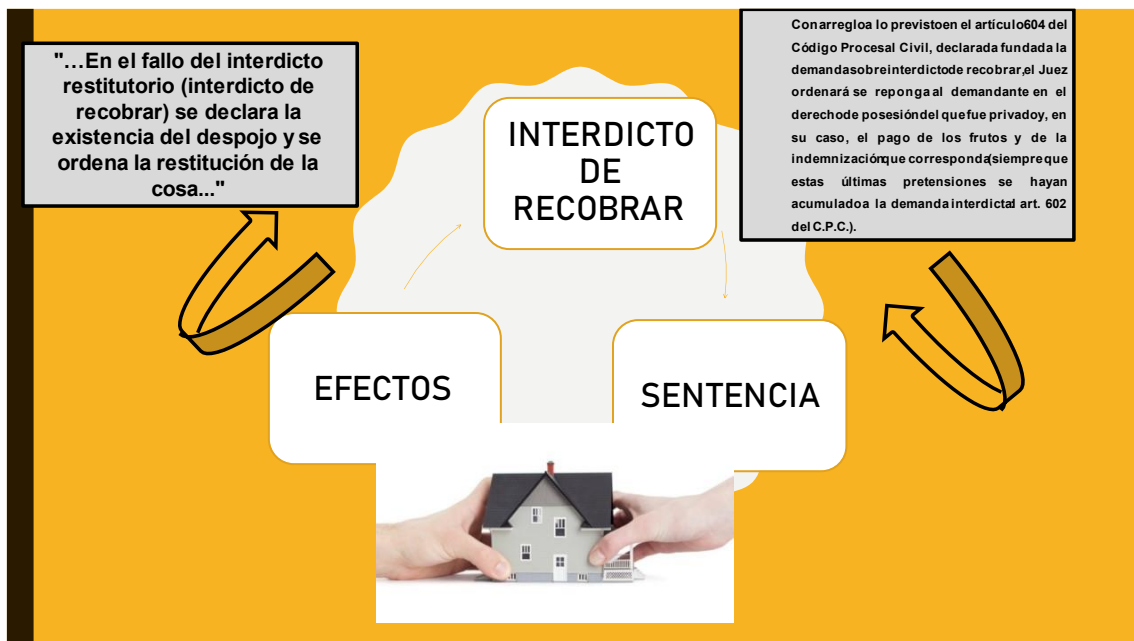 "…En el fallo del interdicto
restitutorio (interdicto de
recobrar) se declara la
existencia del despojo y se
ordena la restitución de la
cosa..."
Conarregloa lo previstoen el artículo604 del
Código Procesal Civil, declarada fundada la
demandasobreinterdictode recobrar,el Juez
ordenará se repongaal demandante en el
derechode posesióndel quefue privadoy, en
su caso, el pago de los frutos y de la
indemnizaciónque corresponda(siempreque
estas últimas pretensiones se hayan
acumuladoa la demandainterdictal art. 602
del C.P.C.).
INTERDICTO
DE
RECOBRAR
EFECTOS
SENTENCIA